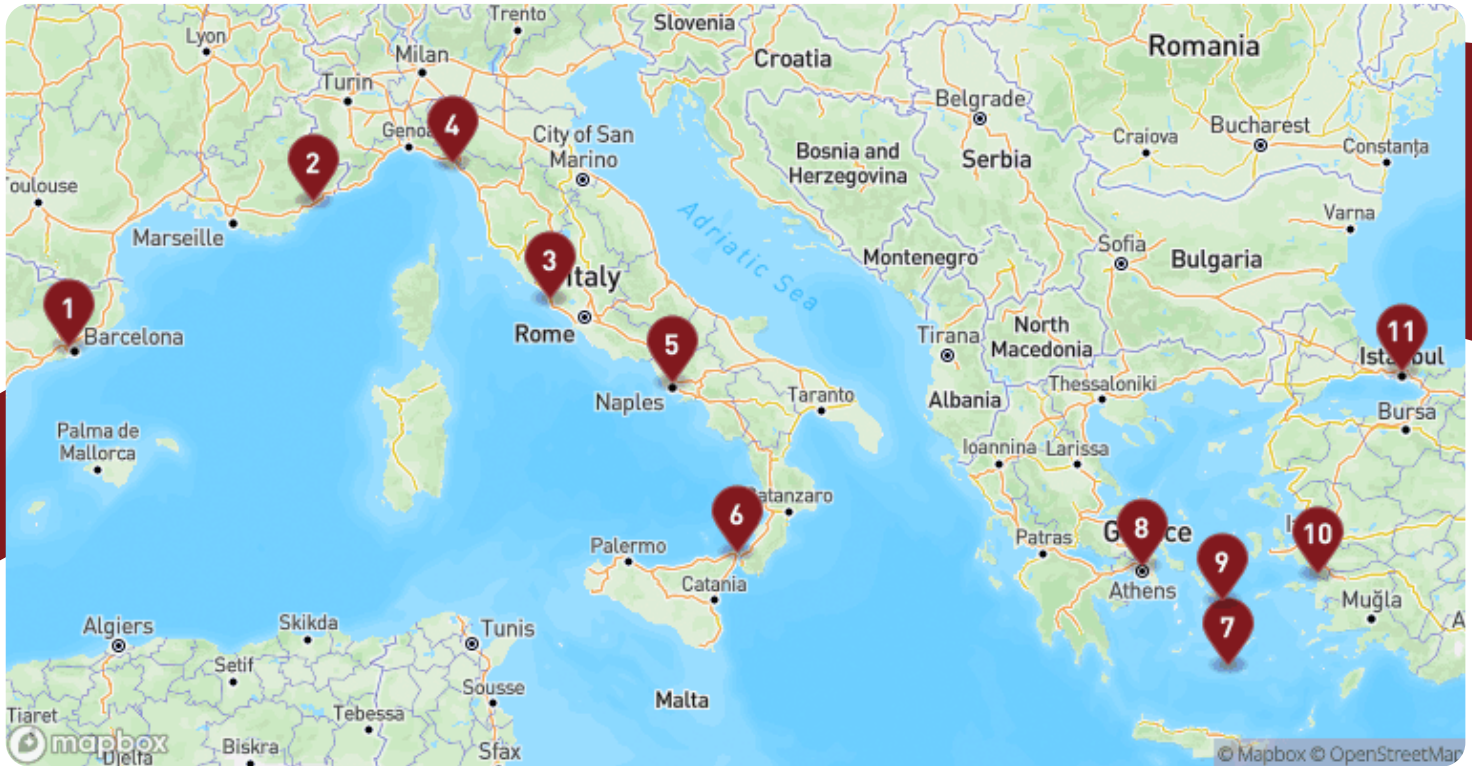 Trento
Slovenia
Lyon
Milan
Croatia
Romania
Turin
Belgrade
4
Genoa
City of San
Marino
Craiova
Bucharest
Constanța
2
Bosnia and
Herzegovina
Serbia
Toulouse
Marseille
Adriatic Sea
Varna
Montenegro
Sofia
Bulgaria
3
Italy
1
Barcelona
Rome
Tirana
North
Macedonia
11
Istanbul
5
Naples
Taranto
Albania
Thessaloniki
Bursa
Palma de
Mallorca
Ioannina
Larissa
6
Catanzaro
Palermo
Patras
Greece
8
10
9
Catania
Athens
Muğla
7
Algiers
Skikda
Tunis
Setif
Sousse
Malta
Tiaret
Tebessa
mapbox
Djelfa
Biskra
Sfax
© Mapbox © OpenStreetMap